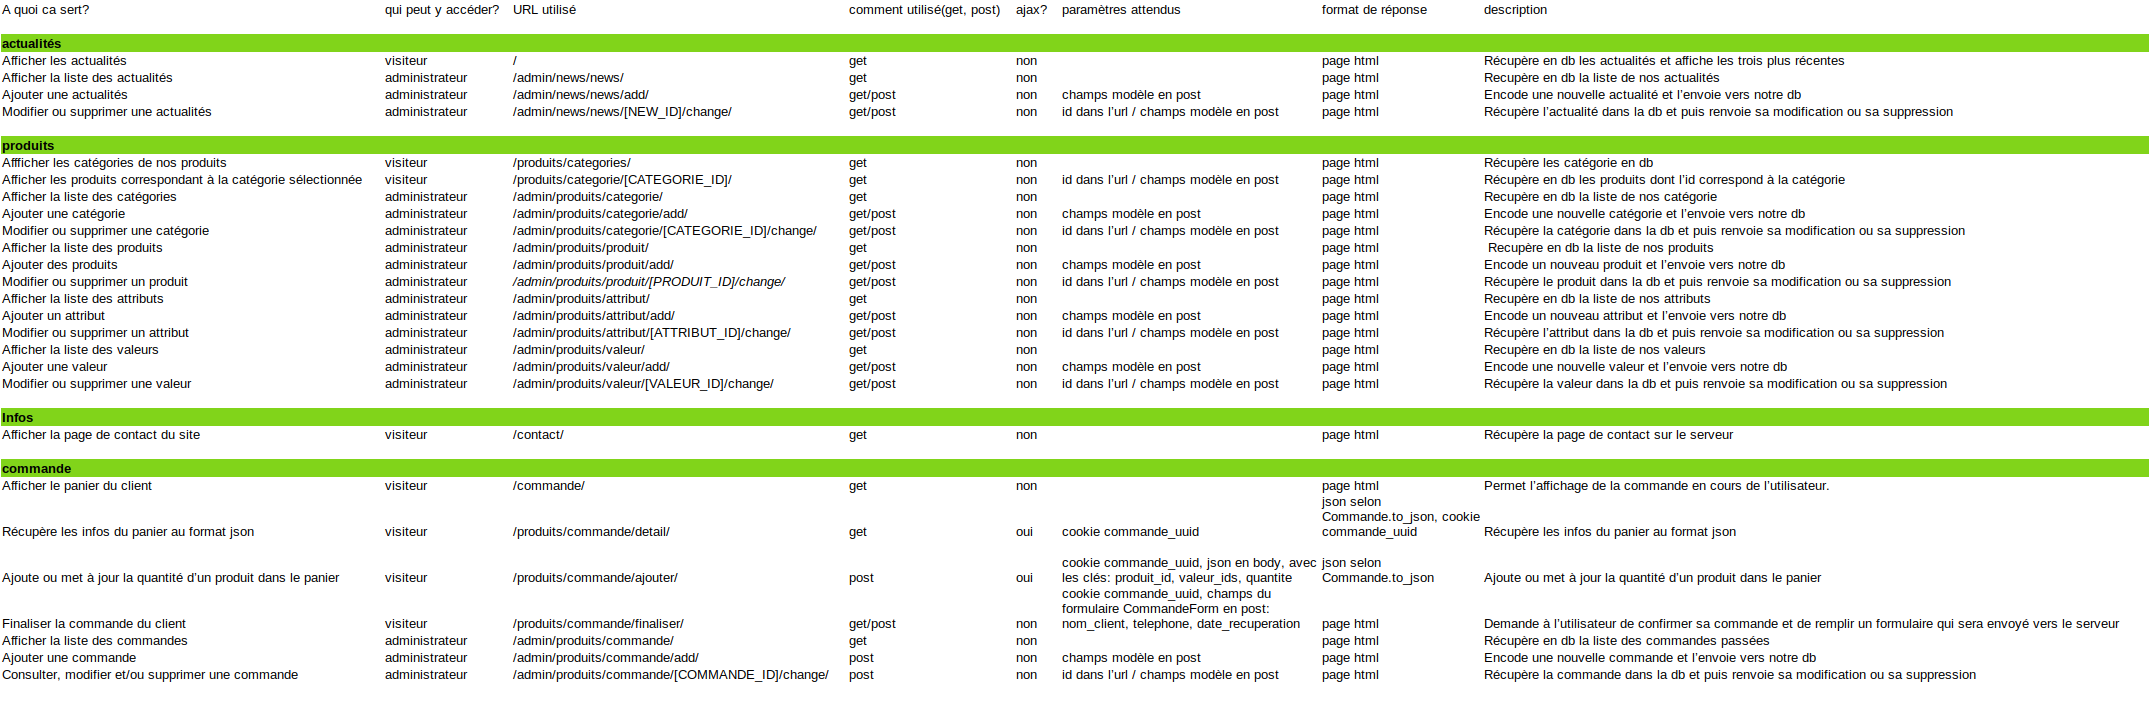 A quoi ca sert? qui peut y accéder? URL utilisé comment utilisé(get, post) ajax? paramètres attendus format de réponse description
actualités
Afficher les actualités visiteur / get non page html Récupère en db les actualités et affiche les trois plus récentes
Afficher la liste des actualités administrateur /admin/news/news/ get non page html Recupère en db la liste de nos actualités
Ajouter une actualités administrateur /admin/news/news/add/ get/post non champs modèle en post page html Encode une nouvelle actualité et l'envoie vers notre db
Modifier ou supprimer une actualités administrateur /admin/news/news/[NEW_ID]/change/ get/post non id dans l'url / champs modèle en post page html Récupère l'actualité dans la db et puis renvoie sa modification ou sa suppression
produits
Affficher les catégories de nos produits visiteur /produits/categories/ get non page html Récupère les catégorie en db
Afficher les produits correspondant à la catégorie sélectionnée visiteur /produits/categorie/[CATEGORIE_ID]/ get non id dans l'url / champs modèle en post page html Récupère en db les produits dont l'id correspond à la catégorie
Afficher la liste des catégories administrateur /admin/produits/categorie/ get non page html Recupère en db la liste de nos catégorie
Ajouter une catégorie administrateur /admin/produits/categorie/add/ get/post non champs modèle en post page html Encode une nouvelle catégorie et l'envoie vers notre db
Modifier ou supprimer une catégorie administrateur /admin/produits/categorie/[CATEGORIE_ID]/change/ get/post non id dans l'url / champs modèle en post page html Récupère la catégorie dans la db et puis renvoie sa modification ou sa suppression
Afficher la liste des produits administrateur /admin/produits/produit/ get non page html Recupère en db la liste de nos produits
Ajouter des produits administrateur /admin/produits/produit/add/ get/post non champs modèle en post page html Encode un nouveau produit et l'envoie vers notre db
Modifier ou supprimer un produit administrateur /admin/produits/produit/[PRODUIT_ID]/change/ get/post non id dans l'url / champs modèle en post page html Récupère le produit dans la db et puis renvoie sa modification ou sa suppression
Afficher la liste des attributs administrateur /admin/produits/attribut/ get non page html Recupère en db la liste de nos attributs
Ajouter un attribut administrateur /admin/produits/attribut/add/ get/post non champs modèle en post page html Encode un nouveau attribut et l'envoie vers notre db
Modifier ou supprimer un attribut administrateur /admin/produits/attribut/[ATTRIBUT_ID]/change/ get/post non id dans l'url / champs modèle en post page html Récupère l'attribut dans la db et puis renvoie sa modification ou sa suppression
Afficher la liste des valeurs administrateur /admin/produits/valeur/ get non page html Recupère en db la liste de nos valeurs
Ajouter une valeur administrateur /admin/produits/valeur/add/ get/post non champs modèle en post page html Encode une nouvelle valeur et l'envoie vers notre db
Modifier ou supprimer une valeur administrateur /admin/produits/valeur/[VALEUR_ID]/change/ get/post non id dans l'url / champs modèle en post page html Récupère la valeur dans la db et puis renvoie sa modification ou sa suppression
Infos
Afficher la page de contact du site visiteur /contact/ get non page html Récupère la page de contact sur le serveur
commande
Afficher le panier du client visiteur /commande/ get non page html Permet l'affichage de la commande en cours de l'utilisateur.
json selon
Commande.to_json, cookie
Récupère les infos du panier au format json visiteur /produits/commande/detail/ get oui cookie commande_uuid commande_uuid Récupère les infos du panier au format json
cookie commande_uuid, json en body, avec json selon
Ajoute ou met à jour la quantité d'un produit dans le panier visiteur /produits/commande/ajouter/ post oui les clés: produit_id, valeur_ids, quantite Commande.to_json Ajoute ou met à jour la quantité d'un produit dans le panier
cookie commande_uuid, champs du
formulaire CommandeForm en post:
Finaliser la commande du client visiteur /produits/commande/finaliser/ get/post non nom_client, telephone, date_recuperation page html Demande à l'utilisateur de confirmer sa commande et de remplir un formulaire qui sera envoyé vers le serveur
Afficher la liste des commandes administrateur /admin/produits/commande/ get non page html Récupère en db la liste des commandes passées
Ajouter une commande administrateur /admin/produits/commande/add/ post non champs modèle en post page html Encode une nouvelle commande et l'envoie vers notre db
Consulter, modifier et/ou supprimer une commande administrateur /admin/produits/commande/[COMMANDE_ID]/change/ post non id dans l'url / champs modèle en post page html Récupère la commande dans la db et puis renvoie sa modification ou sa suppression